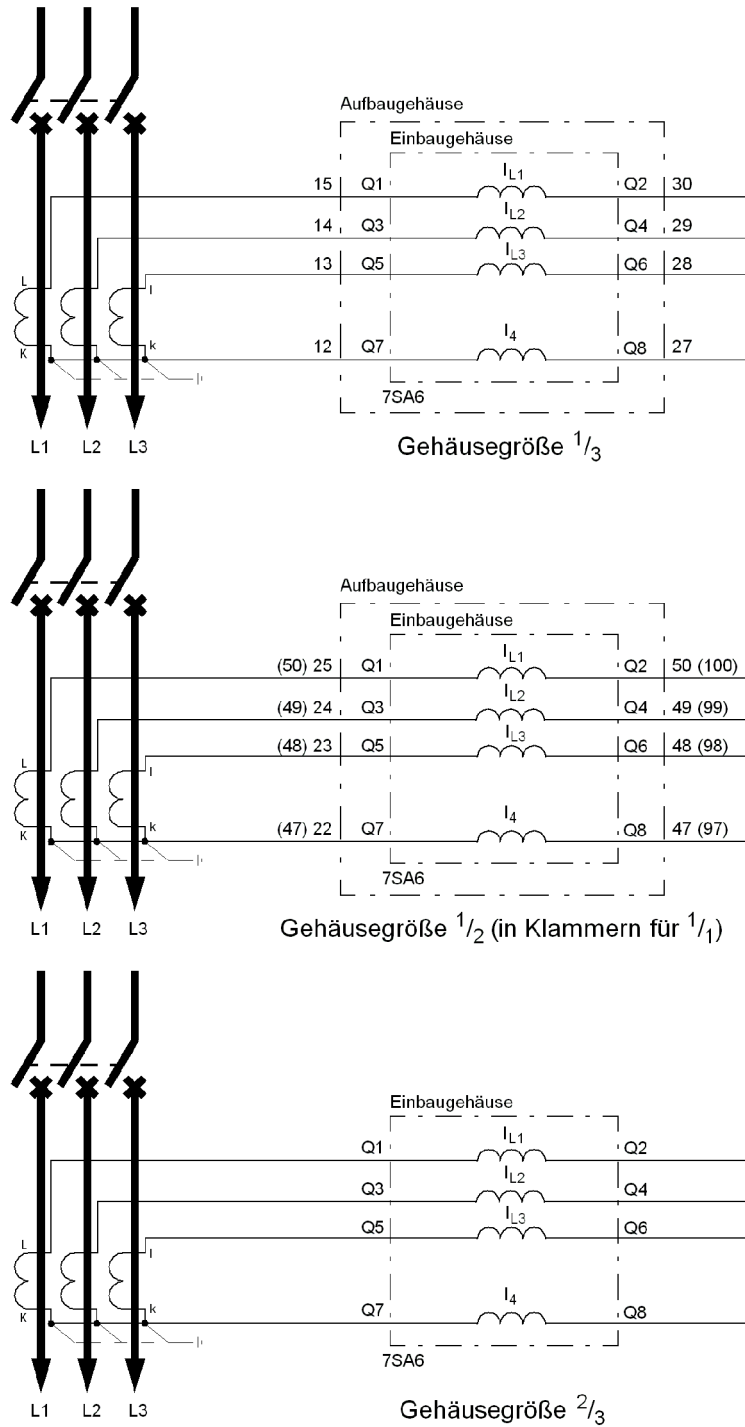 Aufbaugehäuse
Einbaugehäuse
15 Q1 IL1 Q2 30
14 Q3 IL2 Q4 29
13 Q5 IL3 Q6 28
L l
K k
12 Q7 I4 Q8 27
7SA6
L1 L2 L3
Gehäusegröße 1/3
Aufbaugehäuse
Einbaugehäuse
(50) 25 Q1 IL1 Q2 50 (100)
(49) 24 Q3 IL2 Q4 49 (99)
(48) 23 Q5 IL3 Q6 48 (98)
L l
K k
(47) 22 Q7 I4 Q8 47 (97)
7SA6
L1 L2 L3
Gehäusegröße 1/2 (in Klammern für 1/1)
Einbaugehäuse
Q1 IL1 Q2
Q3 IL2 Q4
Q5 IL3 Q6
L l
K k
Q7 I4 Q8
7SA6
L1 L2 L3
Gehäusegröße 2/3